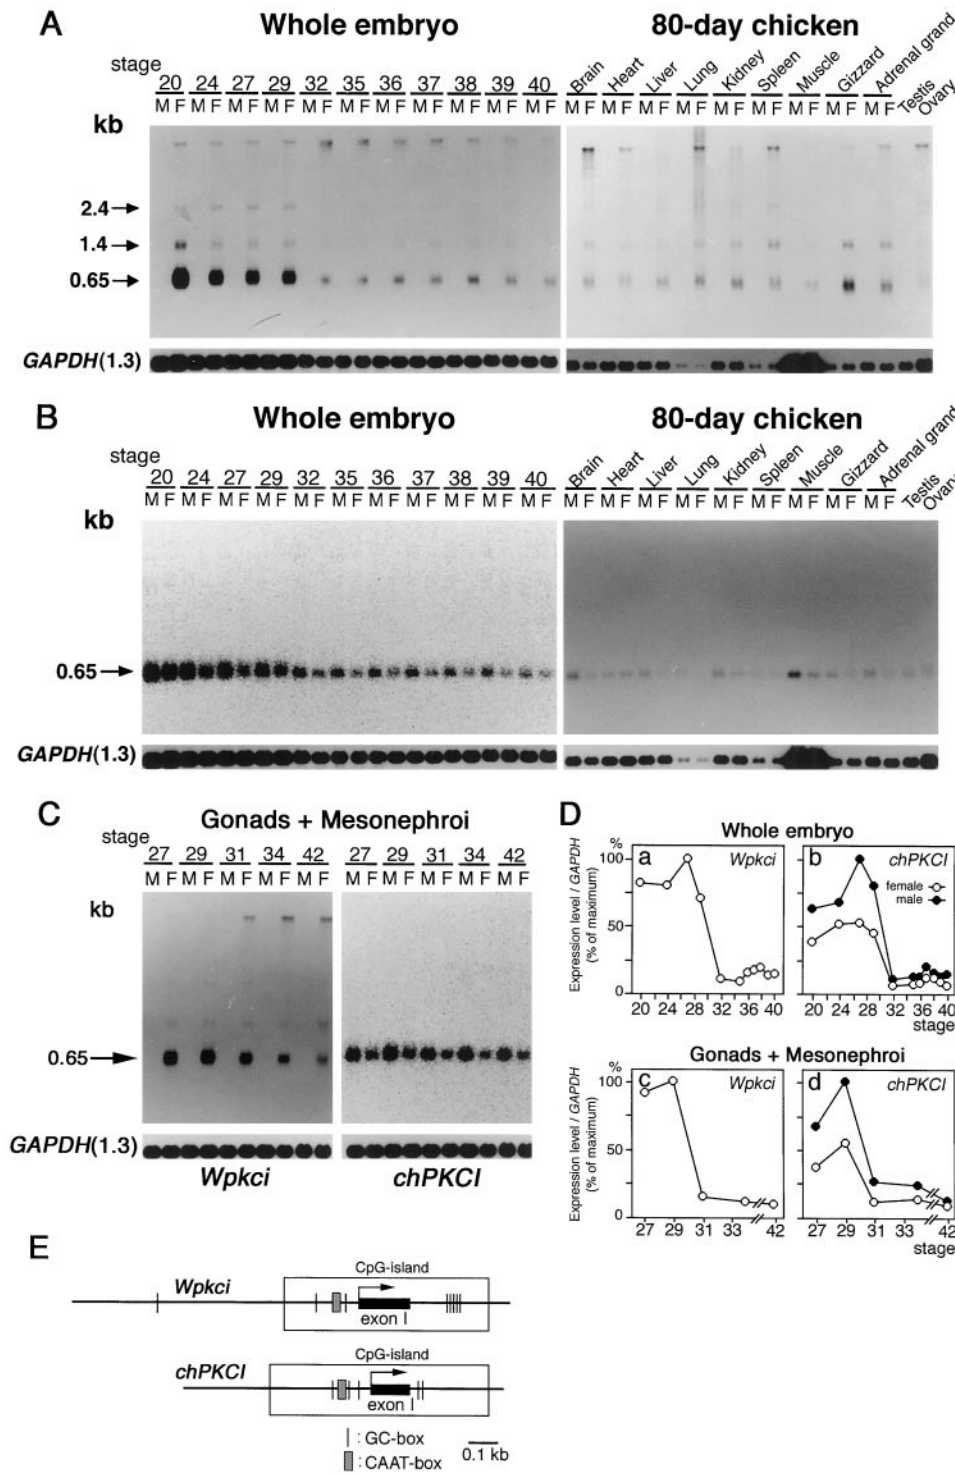 A
Whole embryo
80-day chicken
stage
20 24 27 29 32 35 36 37 38 39 40
Brain Heart Liver Lung Kidney Spleen Muscle Gizzard Adrenal grand Testis Ovary
M F M F M F M F M F M F M F M F M F M F M F
M F M F M F M F M F M F M F M F M F
kb
2.4
1.4
0.65
GAPDH(1.3)
B
Whole embryo
80-day chicken
stage
20 24 27 29 32 35 36 37 38 39 40
Brain Heart Liver Lung Kidney Spleen Muscle Gizzard Adrenal grand Testis Ovary
M F M F M F M F M F M F M F M F M F M F M F
M F M F M F M F M F M F M F M F M F
kb
0.65
GAPDH(1.3)
C
Gonads + Mesonephroi
stage
27 29 31 34 42 27 29 31 34 42
M F M F M F M F M F M F M F M F M F M F
kb
0.65
GAPDH(1.3)
Wpkci
chPKCI
D
Whole embryo
Expression level / GAPDH
(% of maximum)
%
100
50
0
a
Wpkci
20 24 28 32 36 40
b
chPKCI
female
male
20 24 28 32 36 40
stage
Gonads + Mesonephroi
Expression level / GAPDH
(% of maximum)
%
100
50
0
c
Wpkci
27 29 31 33 42
d
chPKCI
27 29 31 33 42
stage
E
CpG-island
Wpkci
exon I
CpG-island
chPKCI
exon I
: GC-box
: CAAT-box
0.1 kb